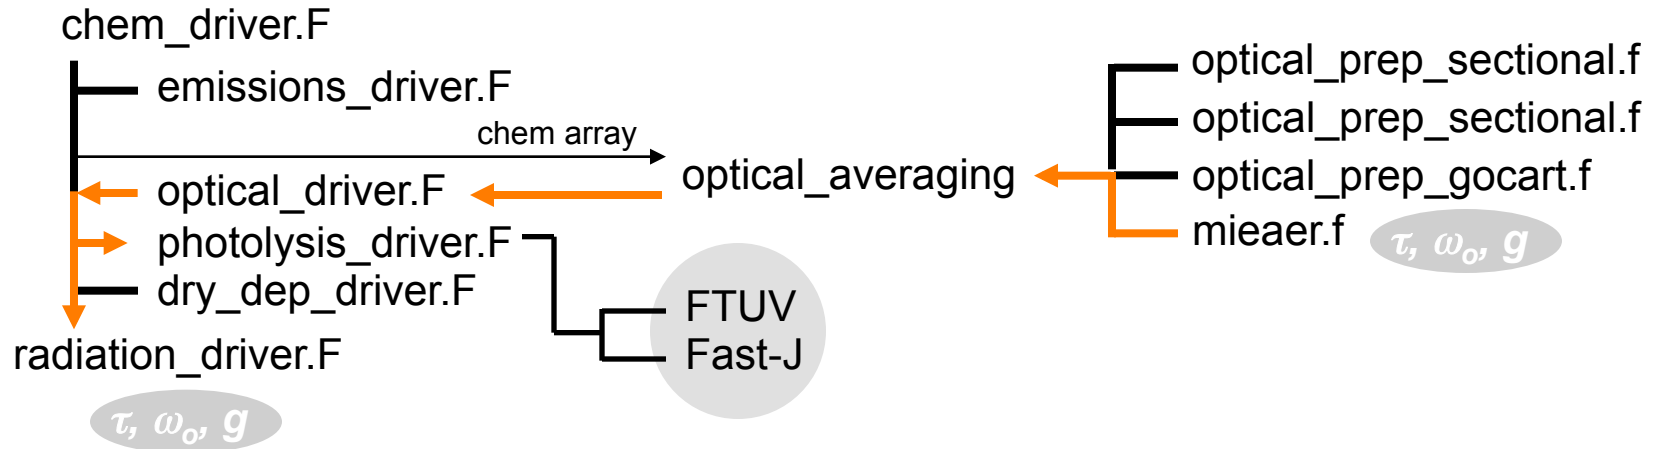 chem_driver.F
emissions_driver.F
chem array
optical_driver.F
photolysis_driver.F
dry_dep_driver.F
radiation_driver.F
τ, ω₀, g
optical_averaging
FTUV
Fast-J
optical_prep_sectional.f
optical_prep_sectional.f
optical_prep_gocart.f
mieaer.f
τ, ω₀, g